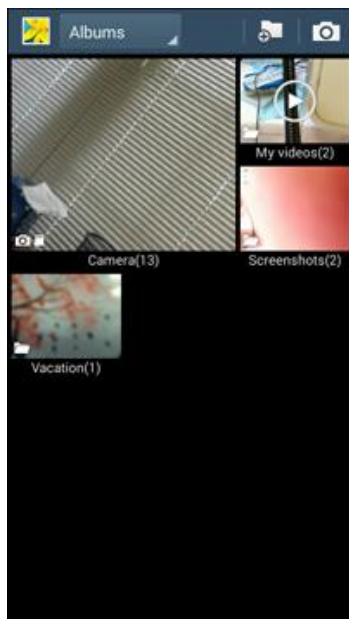 Albums
My videos(2)
Camera(13)
Screenshots(2)
Vacation(1)